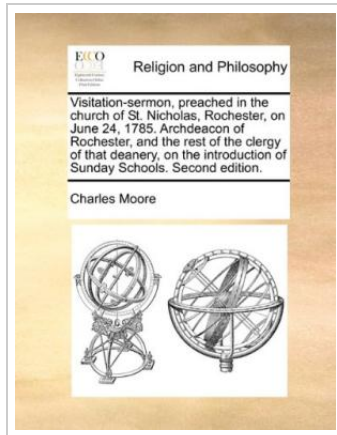 ECCO
Religion and Philosophy
Visitation-sermon, preached in the
church of St. Nicholas, Rochester, on
June 24, 1785. Archdeacon of
Rochester, and the rest of the clergy
of that deanery, on the introduction of
Sunday Schools. Second edition.
Charles Moore